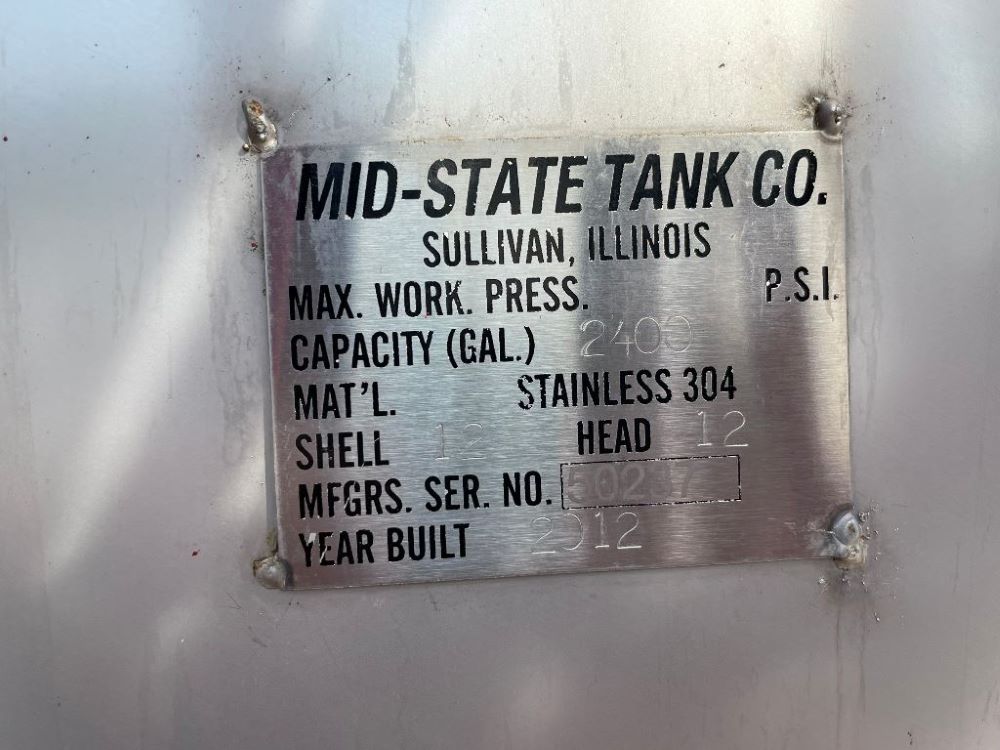 MID-STATE TANK CO.
SULLIVAN, ILLINOIS
MAX. WORK. PRESS. P.S.I.
CAPACITY (GAL.) 2400
MAT'L. STAINLESS 304
SHELL 12 HEAD 12
MFGRS. SER. NO.
YEAR BUILT 2012